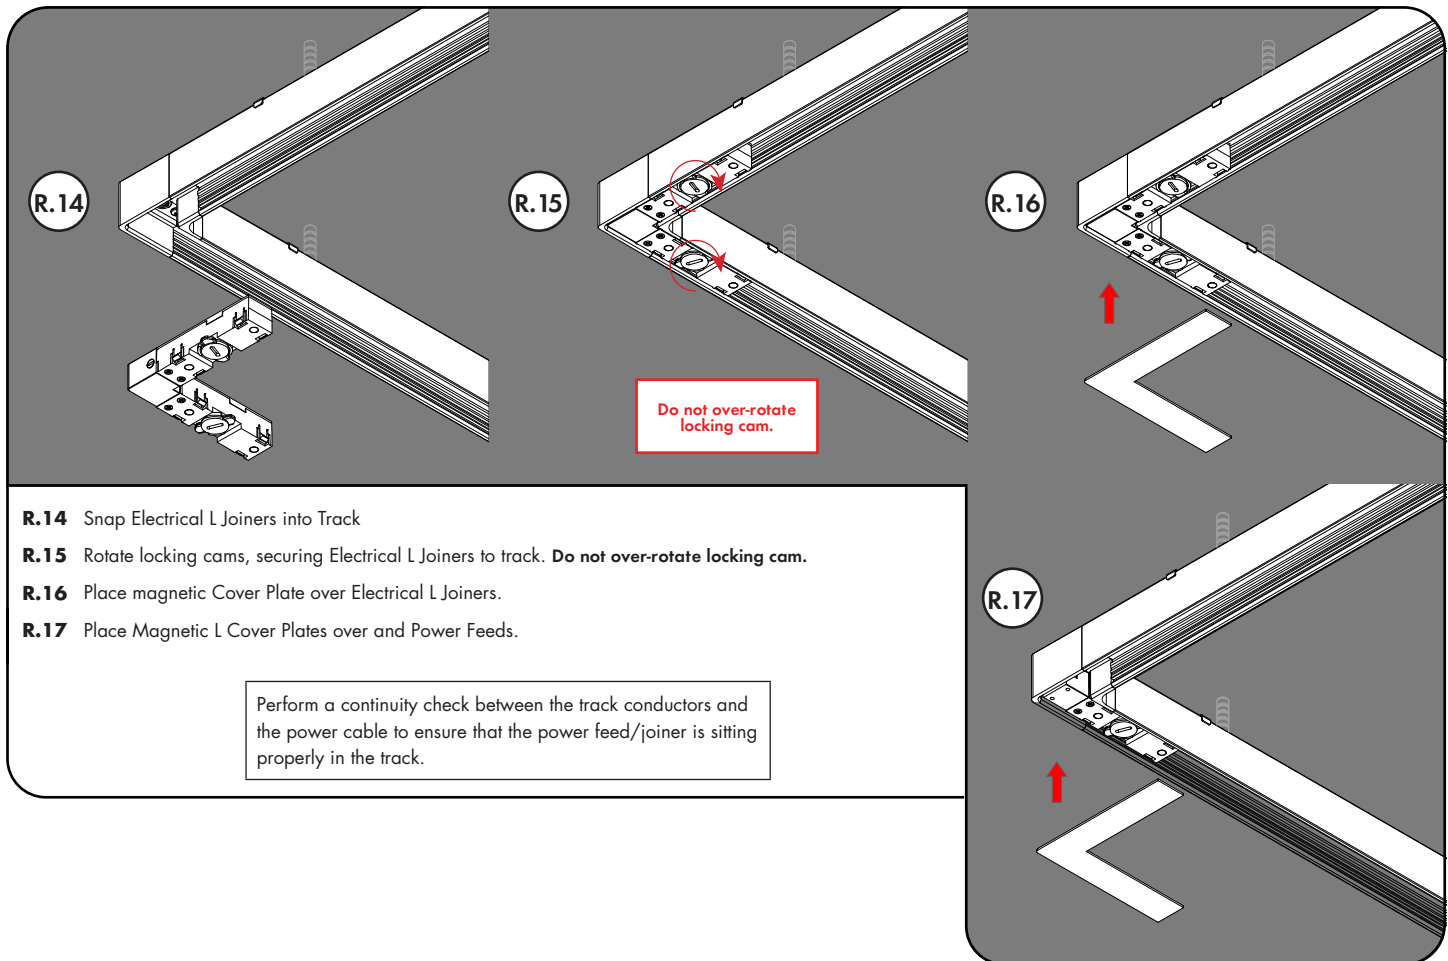 R.14
R.15
R.16
Do not over-rotate
locking cam.
R.14 Snap Electrical L Joiners into Track
R.15 Rotate locking cams, securing Electrical L Joiners to track. Do not over-rotate locking cam.
R.16 Place magnetic Cover Plate over Electrical L Joiners.
R.17 Place Magnetic L Cover Plates over and Power Feeds.
Perform a continuity check between the track conductors and
the power cable to ensure that the power feed/joiner is sitting
properly in the track.
R.17